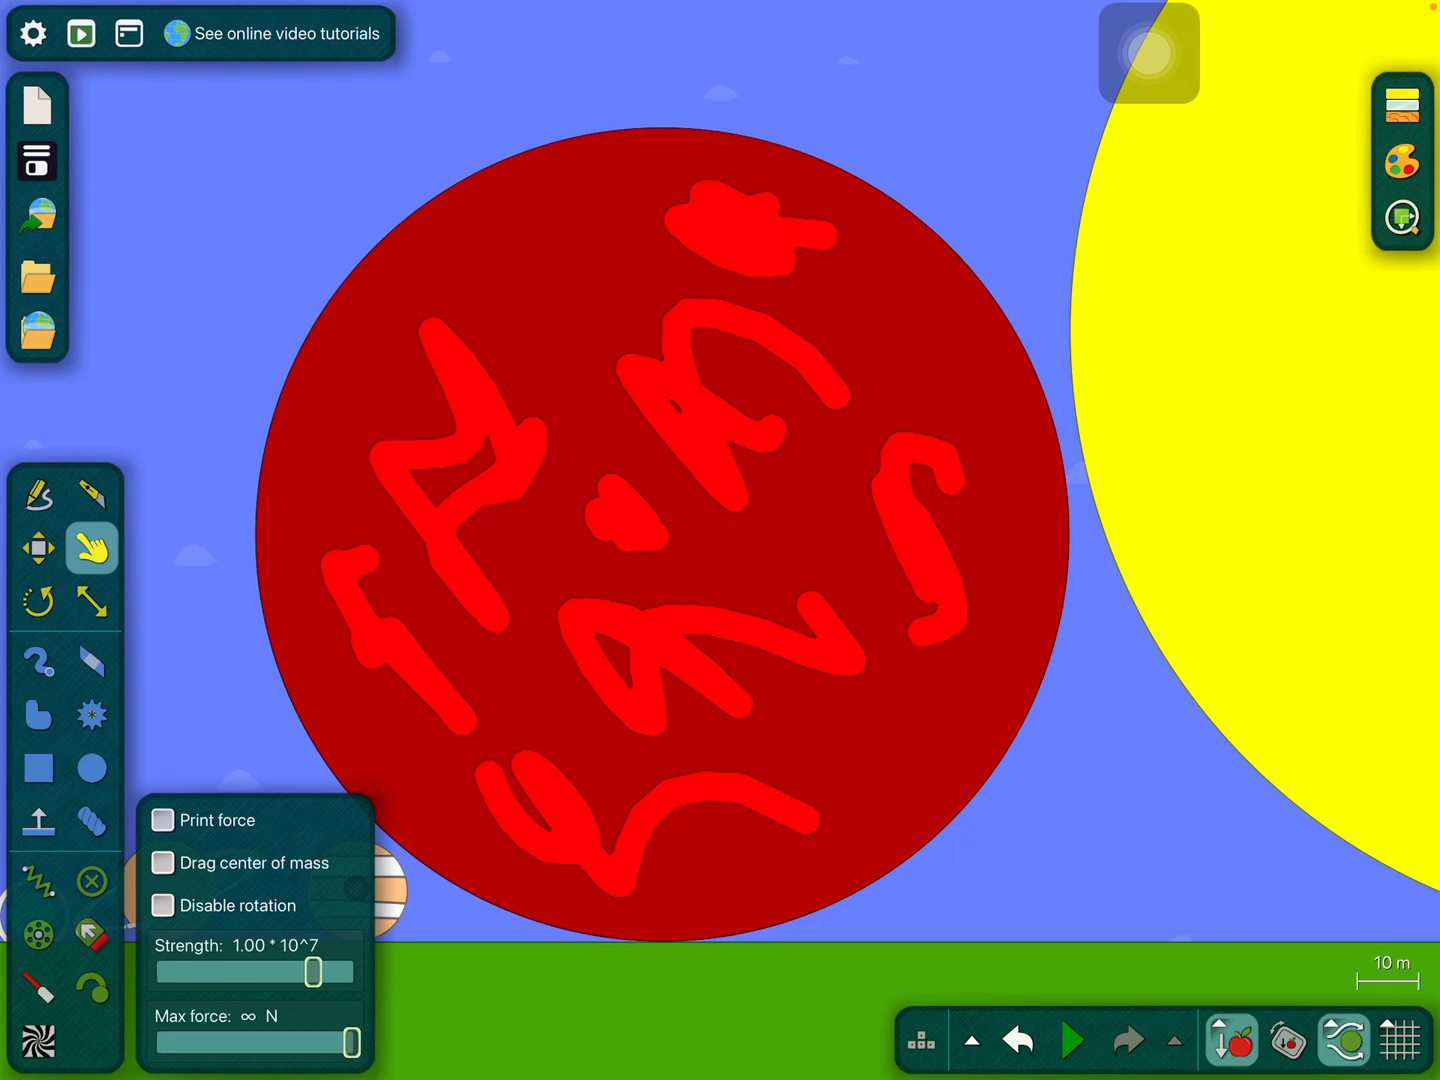 See online video tutorials
Print force
Drag center of mass
Disable rotation
Strength: 1.00 * 10^7
Max force: ∞ N
10 m